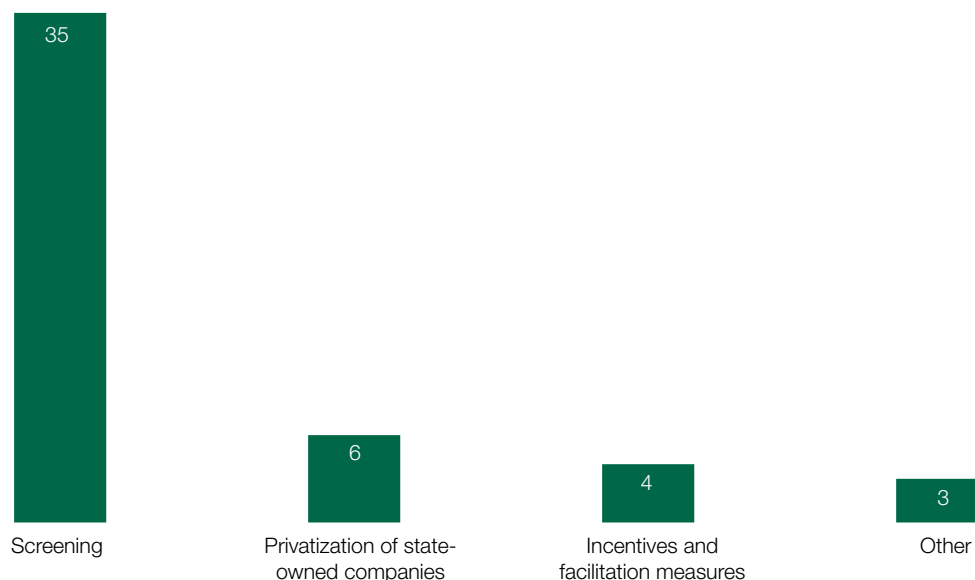 35
6
4
3
Screening
Privatization of state-
owned companies
Incentives and
facilitation measures
Other